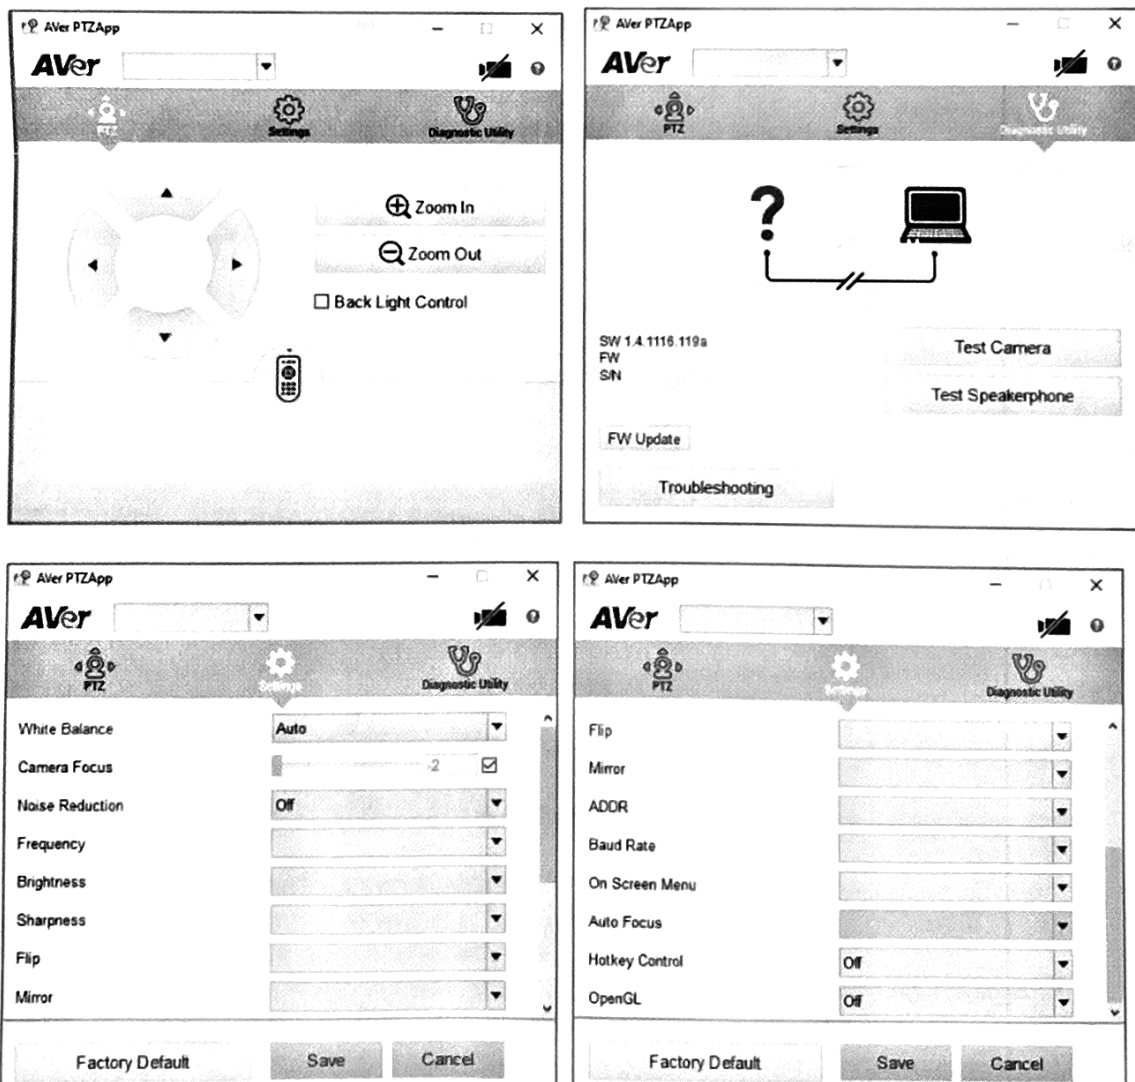 AVer PTZApp
AVer
PTZ
Settings
Diagnostic Utility
Zoom In
Zoom Out
Back Light Control
AVer PTZApp
AVer
PTZ
Settings
Diagnostic Utility
?
SW 1.4.1116.119a
FW
S/N
Test Camera
Test Speakerphone
FW Update
Troubleshooting
AVer PTZApp
AVer
PTZ
Settings
Diagnostic Utility
White Balance Auto
Camera Focus -2
Noise Reduction Off
Frequency
Brightness
Sharpness
Flip
Mirror
Factory Default Save Cancel
AVer PTZApp
AVer
PTZ
Settings
Diagnostic Utility
Flip
Mirror
ADDR
Baud Rate
On Screen Menu
Auto Focus
Hotkey Control Off
OpenGL Off
Factory Default Save Cancel